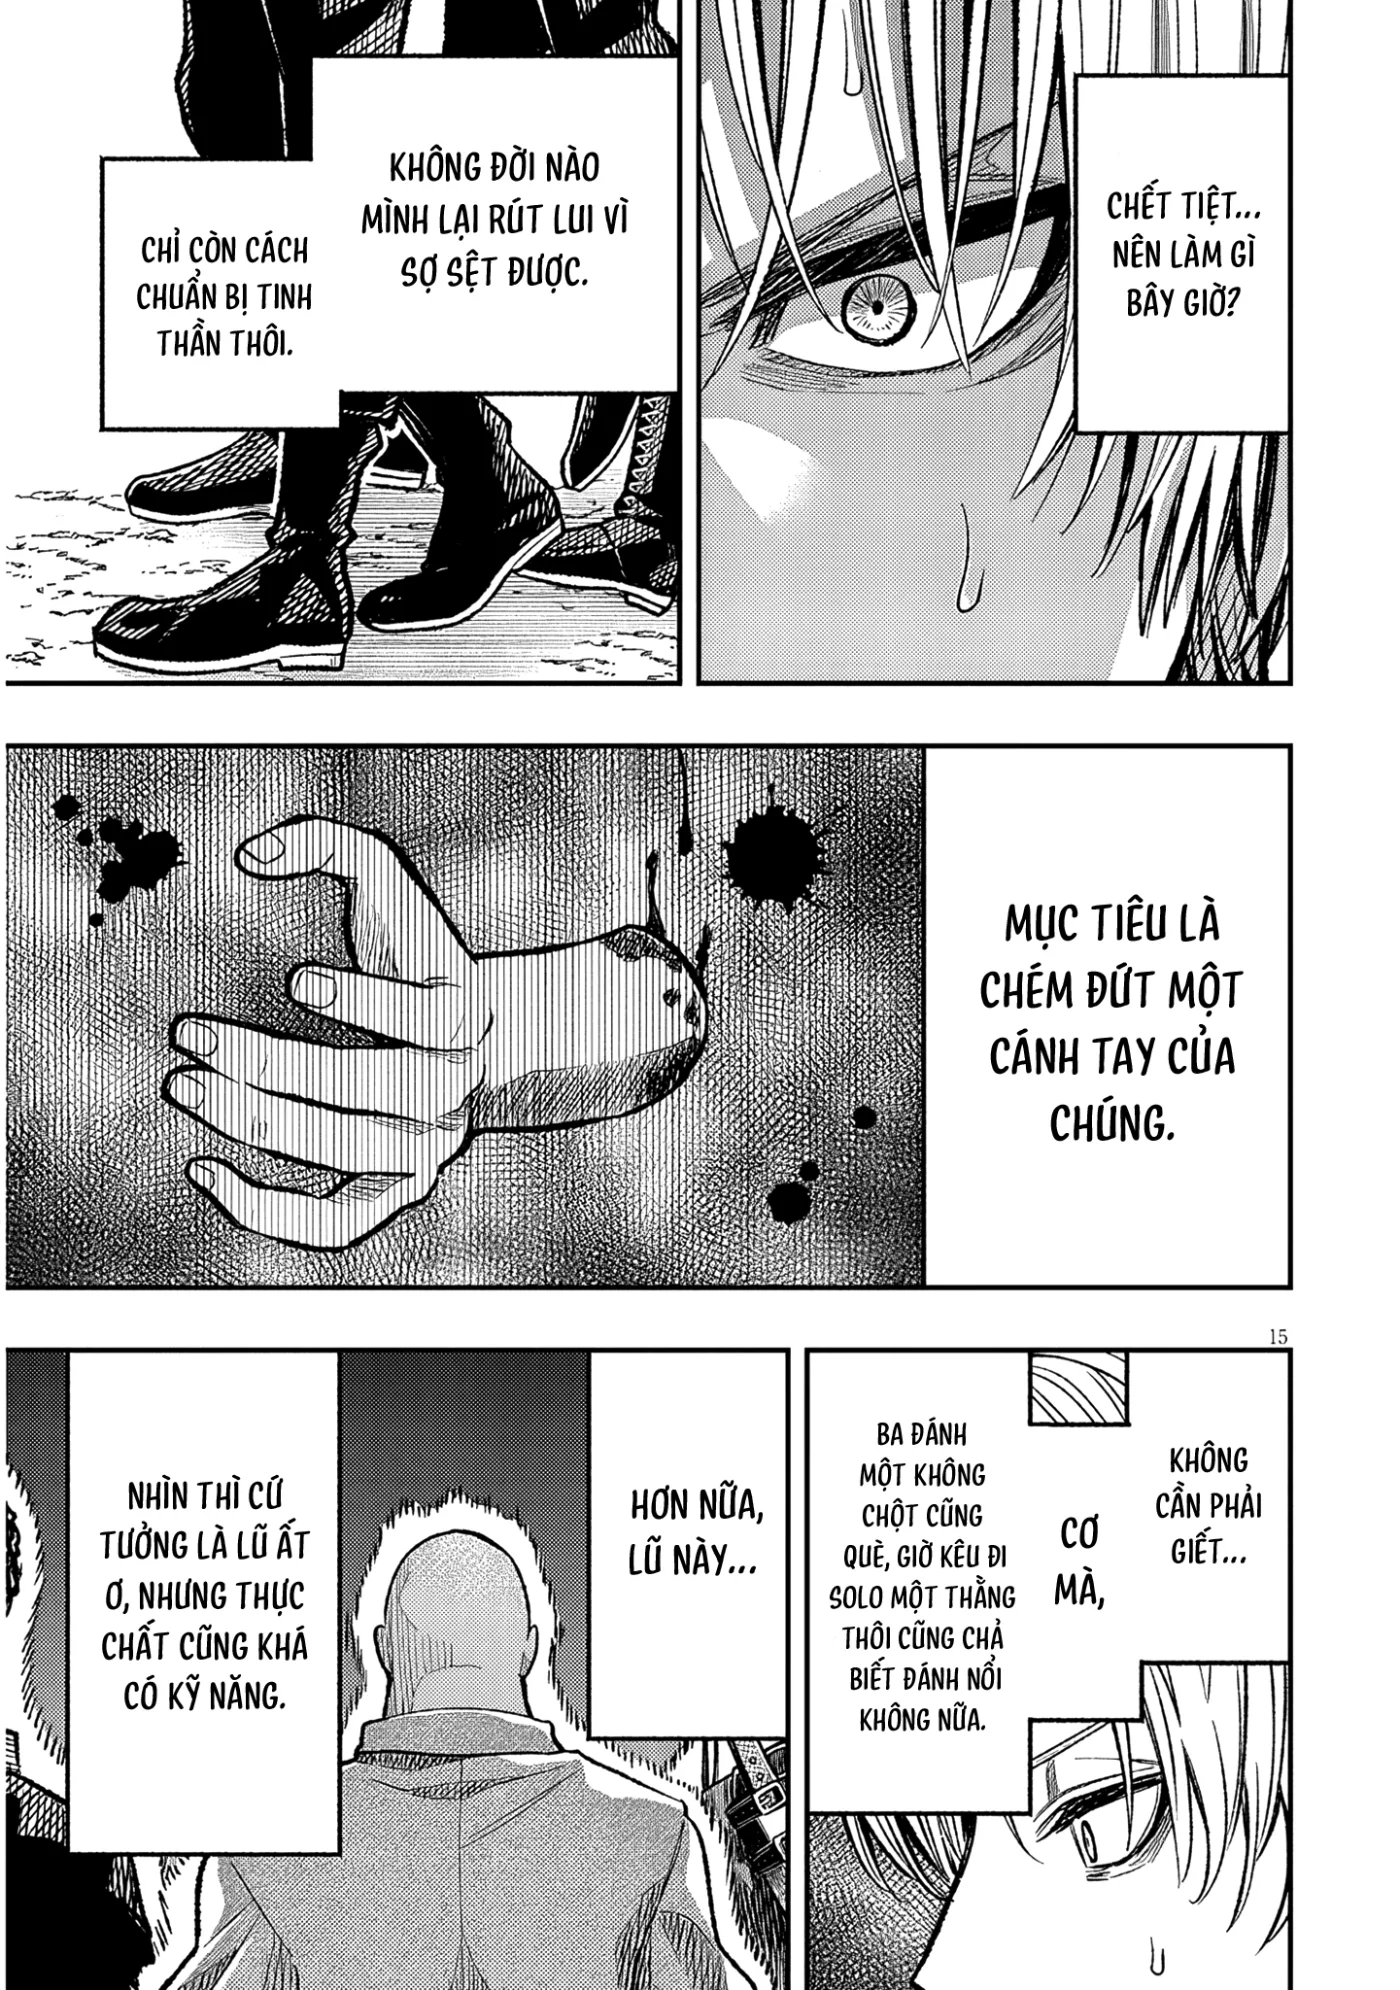 CHẾT TIỆT...
NÊN LÀM GÌ
BÂY GIỜ?
KHÔNG ĐỜI NÀO
MÌNH LẠI RÚT LUI VÌ
SỢ SỆT ĐƯỢC.
CHỈ CÒN CÁCH
CHUẨN BỊ TINH
THẦN THÔI.
MỤC TIÊU LÀ
CHÉM ĐỨT MỘT
CÁNH TAY CỦA
CHÚNG.
15
KHÔNG
CẦN PHẢI
GIẾT...
CƠ
MÀ,
BA ĐÁNH
MỘT KHÔNG
CHỘT CŨNG
QUÈ, GIỜ KÊU ĐI
SOLO MỘT THẰNG
THÔI CŨNG CHẢ
BIẾT ĐÁNH NỔI
KHÔNG NỮA.
HƠN NỮA,
LŨ NÀY...
NHÌN THÌ CỨ
TƯỞNG LÀ LŨ ẤT
Ơ, NHƯNG THỰC
CHẤT CŨNG KHÁ
CÓ KỸ NĂNG.